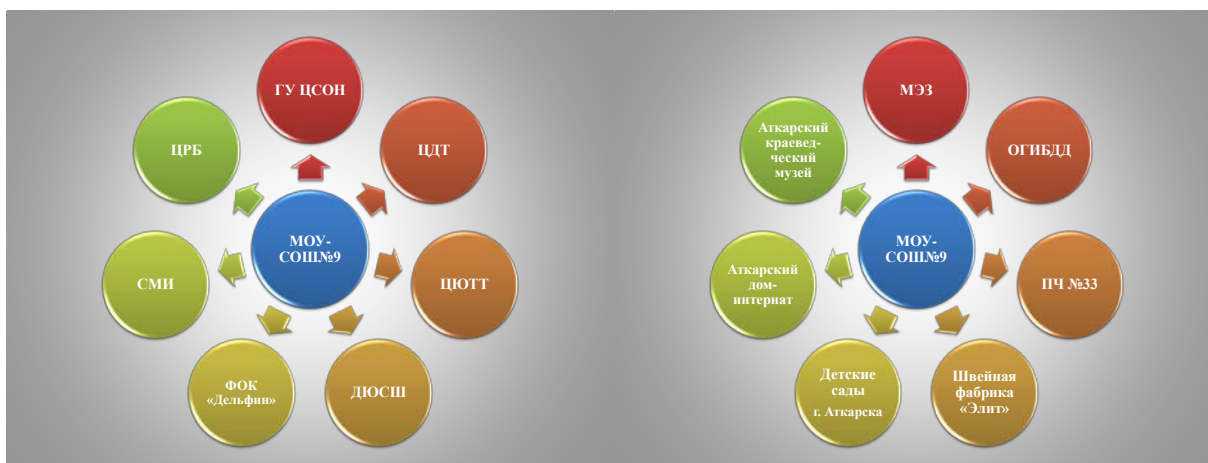 ГУ ЦСОН
ЦДТ
ЦЮТТ
ДЮСШ
ФОК
«Дельфин»
СМИ
ЦРБ
МОУ-
СОШ№9
МЭЗ
ОГИБДД
ПЧ №33
Швейная
фабрика
«Элит»
Детские
сады
г. Аткарска
Аткарский
дом-
интернат
Аткарский
краевед-
ческий
музей
МОУ-
СОШ№9